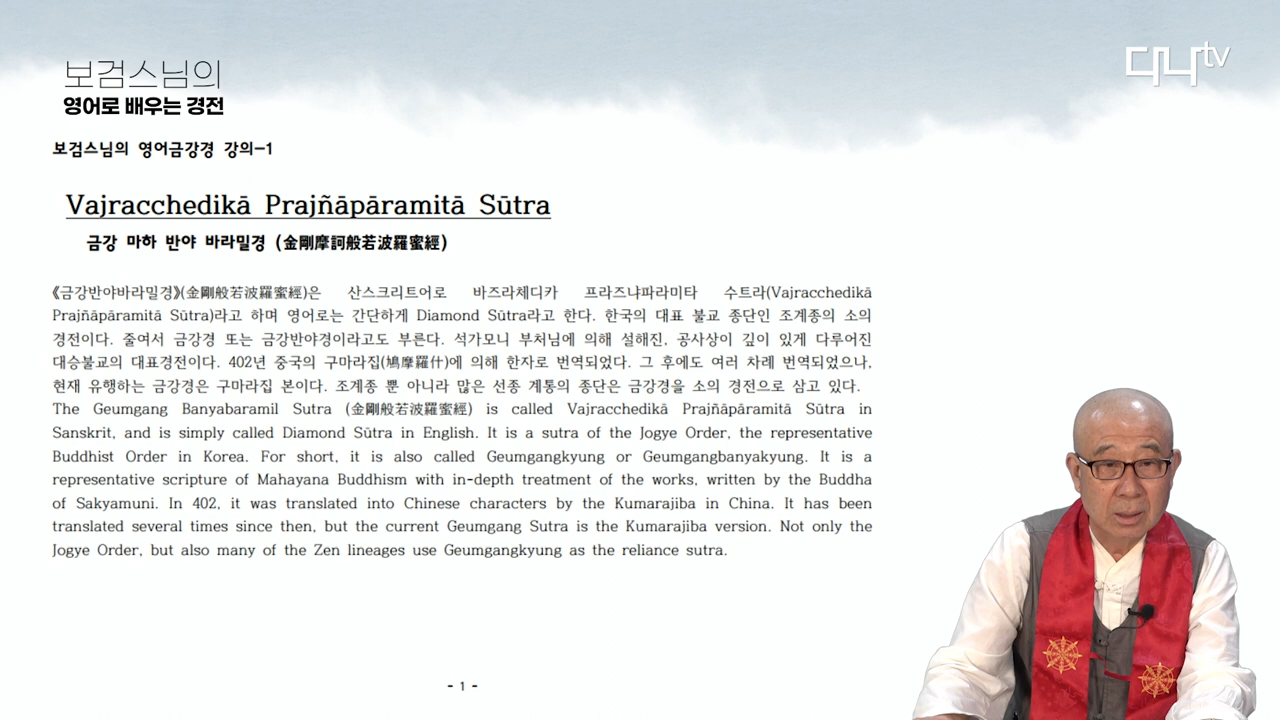 보검스님의
영어로 배우는 경전
다나tv
보검스님의 영어금강경 강의-1
Vajracchedikā Prajñāpāramitā Sūtra
금강 마하 반야 바라밀경 (金剛摩訶般若波羅蜜經)
《금강반야바라밀경》(金剛般若波羅蜜經)은 산스크리트어로 바즈라체디카 프라즈냐파라미타 수트라(Vajracchedikā
Prajñāpāramitā Sūtra)라고 하며 영어로는 간단하게 Diamond Sūtra라고 한다. 한국의 대표 불교 종단인 조계종의 소의
경전이다. 줄여서 금강경 또는 금강반야경이라고도 부른다. 석가모니 부처님에 의해 설해진, 공사상이 깊이 있게 다루어진
대승불교의 대표경전이다. 402년 중국의 구마라집(鳩摩羅什)에 의해 한자로 번역되었다. 그 후에도 여러 차례 번역되었으나,
현재 유행하는 금강경은 구마라집 본이다. 조계종 뿐 아니라 많은 선종 계통의 종단은 금강경을 소의 경전으로 삼고 있다.
The Geumgang Banyabaramil Sutra (金剛般若波羅蜜經) is called Vajracchedikā Prajñāpāramitā Sūtra in
Sanskrit, and is simply called Diamond Sūtra in English. It is a sutra of the Jogye Order, the representative
Buddhist Order in Korea. For short, it is also called Geumgangkyung or Geumgangbanyakyung. It is a
representative scripture of Mahayana Buddhism with in-depth treatment of the works, written by the Buddha
of Sakyamuni. In 402, it was translated into Chinese characters by the Kumarajiba in China. It has been
translated several times since then, but the current Geumgang Sutra is the Kumarajiba version. Not only the
Jogye Order, but also many of the Zen lineages use Geumgangkyung as the reliance sutra.
- 1 -